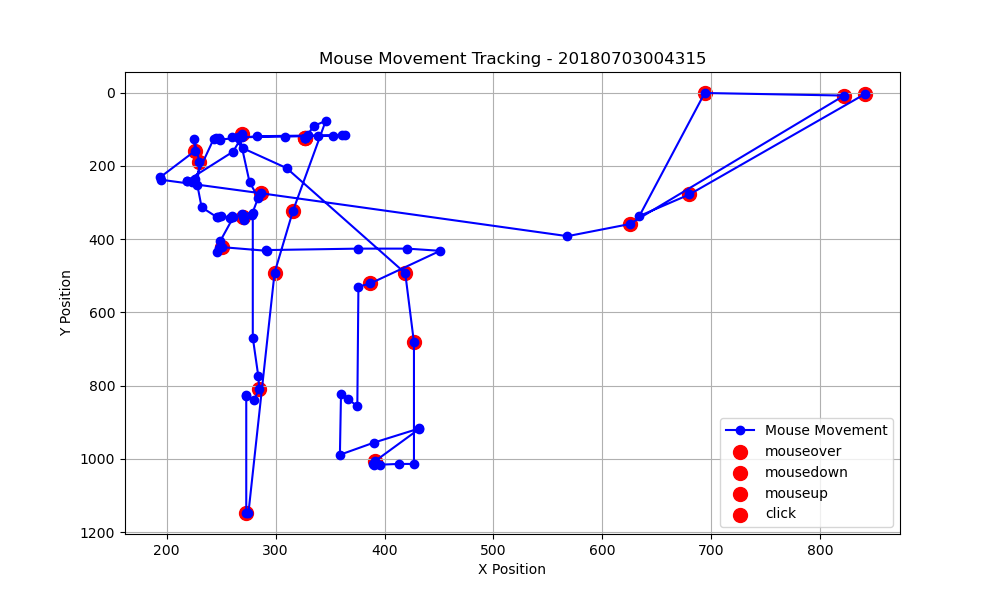 Mouse Movement Tracking - 20180703004315
Y Position
0
200
400
600
800
1000
1200
200 300 400 500 600 700 800
X Position
Mouse Movement
mouseover
mousedown
mouseup
click